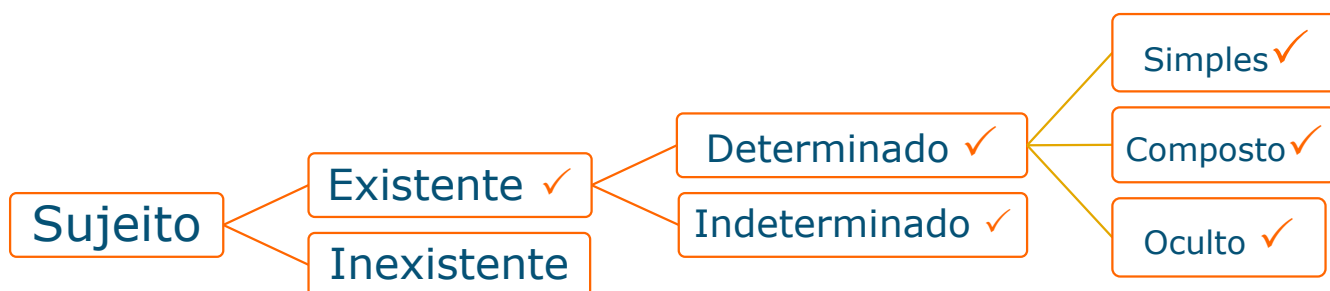 Sujeito
Existente ✓
Inexistente
Determinado ✓
Indeterminado ✓
Simples ✓
Composto ✓
Oculto ✓